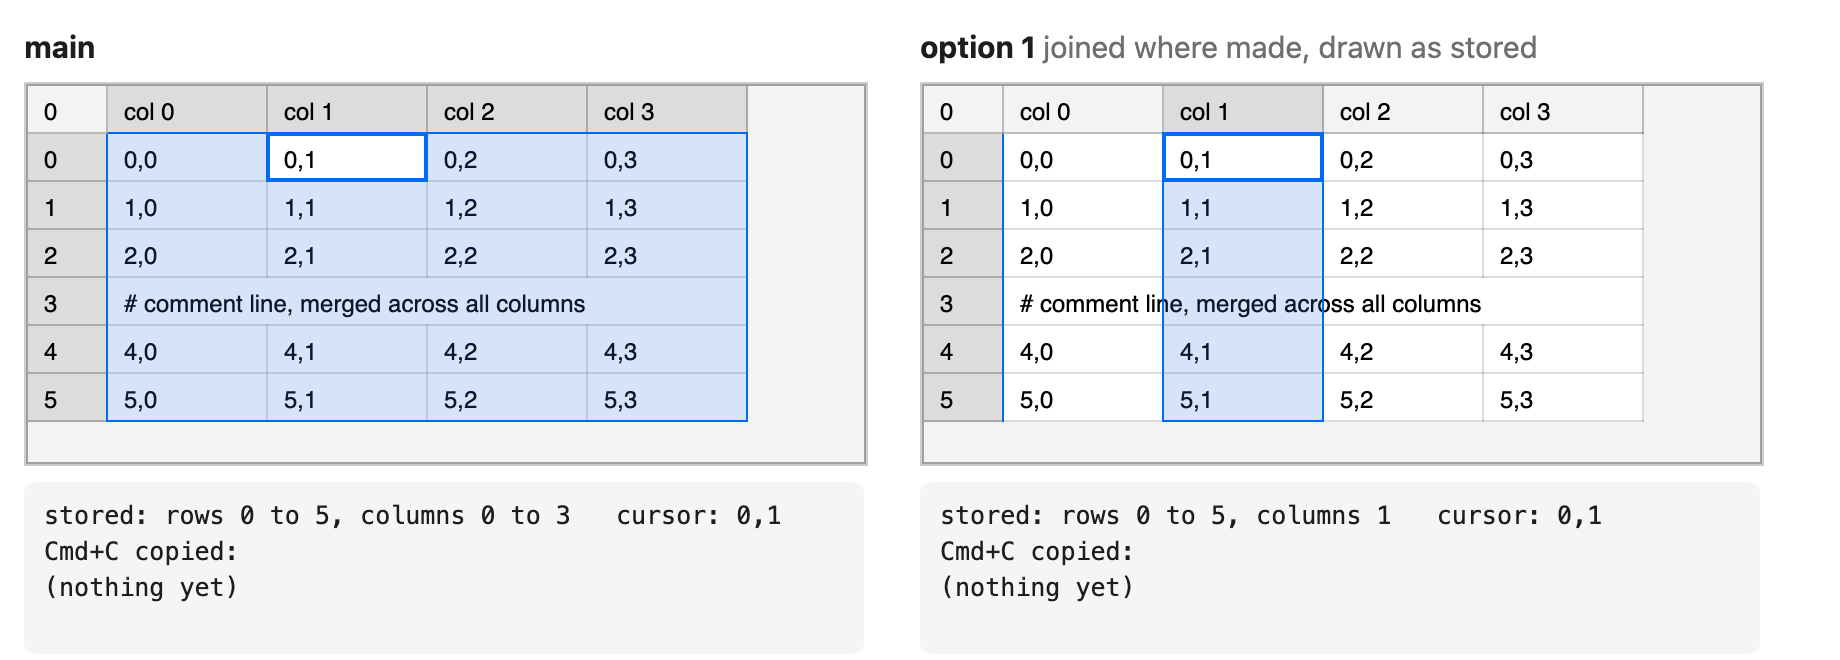 main
0 col 0 col 1 col 2 col 3
0 0,0 0,1 0,2 0,3
1 1,0 1,1 1,2 1,3
2 2,0 2,1 2,2 2,3
3 # comment line, merged across all columns
4 4,0 4,1 4,2 4,3
5 5,0 5,1 5,2 5,3
stored: rows 0 to 5, columns 0 to 3 cursor: 0,1
Cmd+C copied:
(nothing yet)
option 1 joined where made, drawn as stored
0 col 0 col 1 col 2 col 3
0 0,0 0,1 0,2 0,3
1 1,0 1,1 1,2 1,3
2 2,0 2,1 2,2 2,3
3 # comment line, merged across all columns
4 4,0 4,1 4,2 4,3
5 5,0 5,1 5,2 5,3
stored: rows 0 to 5, columns 1 cursor: 0,1
Cmd+C copied:
(nothing yet)